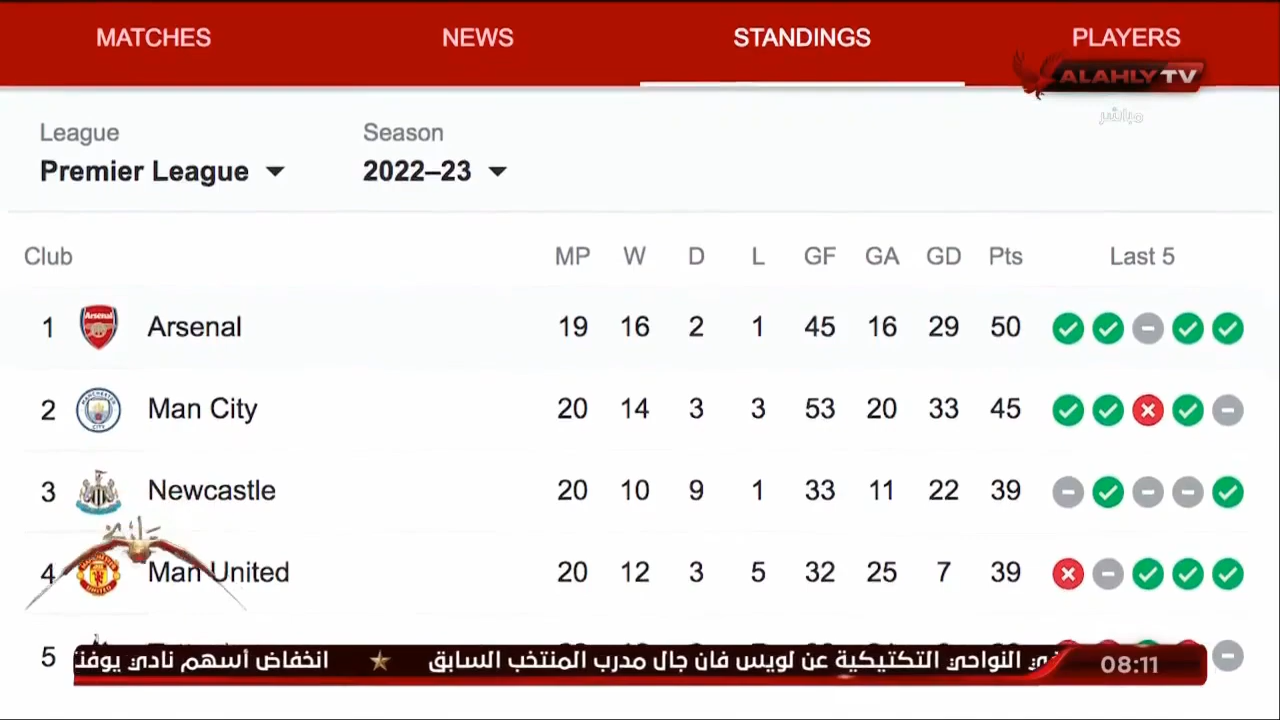 MATCHES NEWS STANDINGS PLAYERS
ALAHLY TV
مباشر
League Season
Premier League 2022–23
Club MP W D L GF GA GD Pts Last 5
1 Arsenal 19 16 2 1 45 16 29 50
2 Man City 20 14 3 3 53 20 33 45
3 Newcastle 20 10 9 1 33 11 22 39
4 Man United 20 12 3 5 32 25 7 39
5
في النواحي التكتيكية عن لويس فان جال مدرب المنتخب السابق ★ انخفاض أسهم نادي
08:11